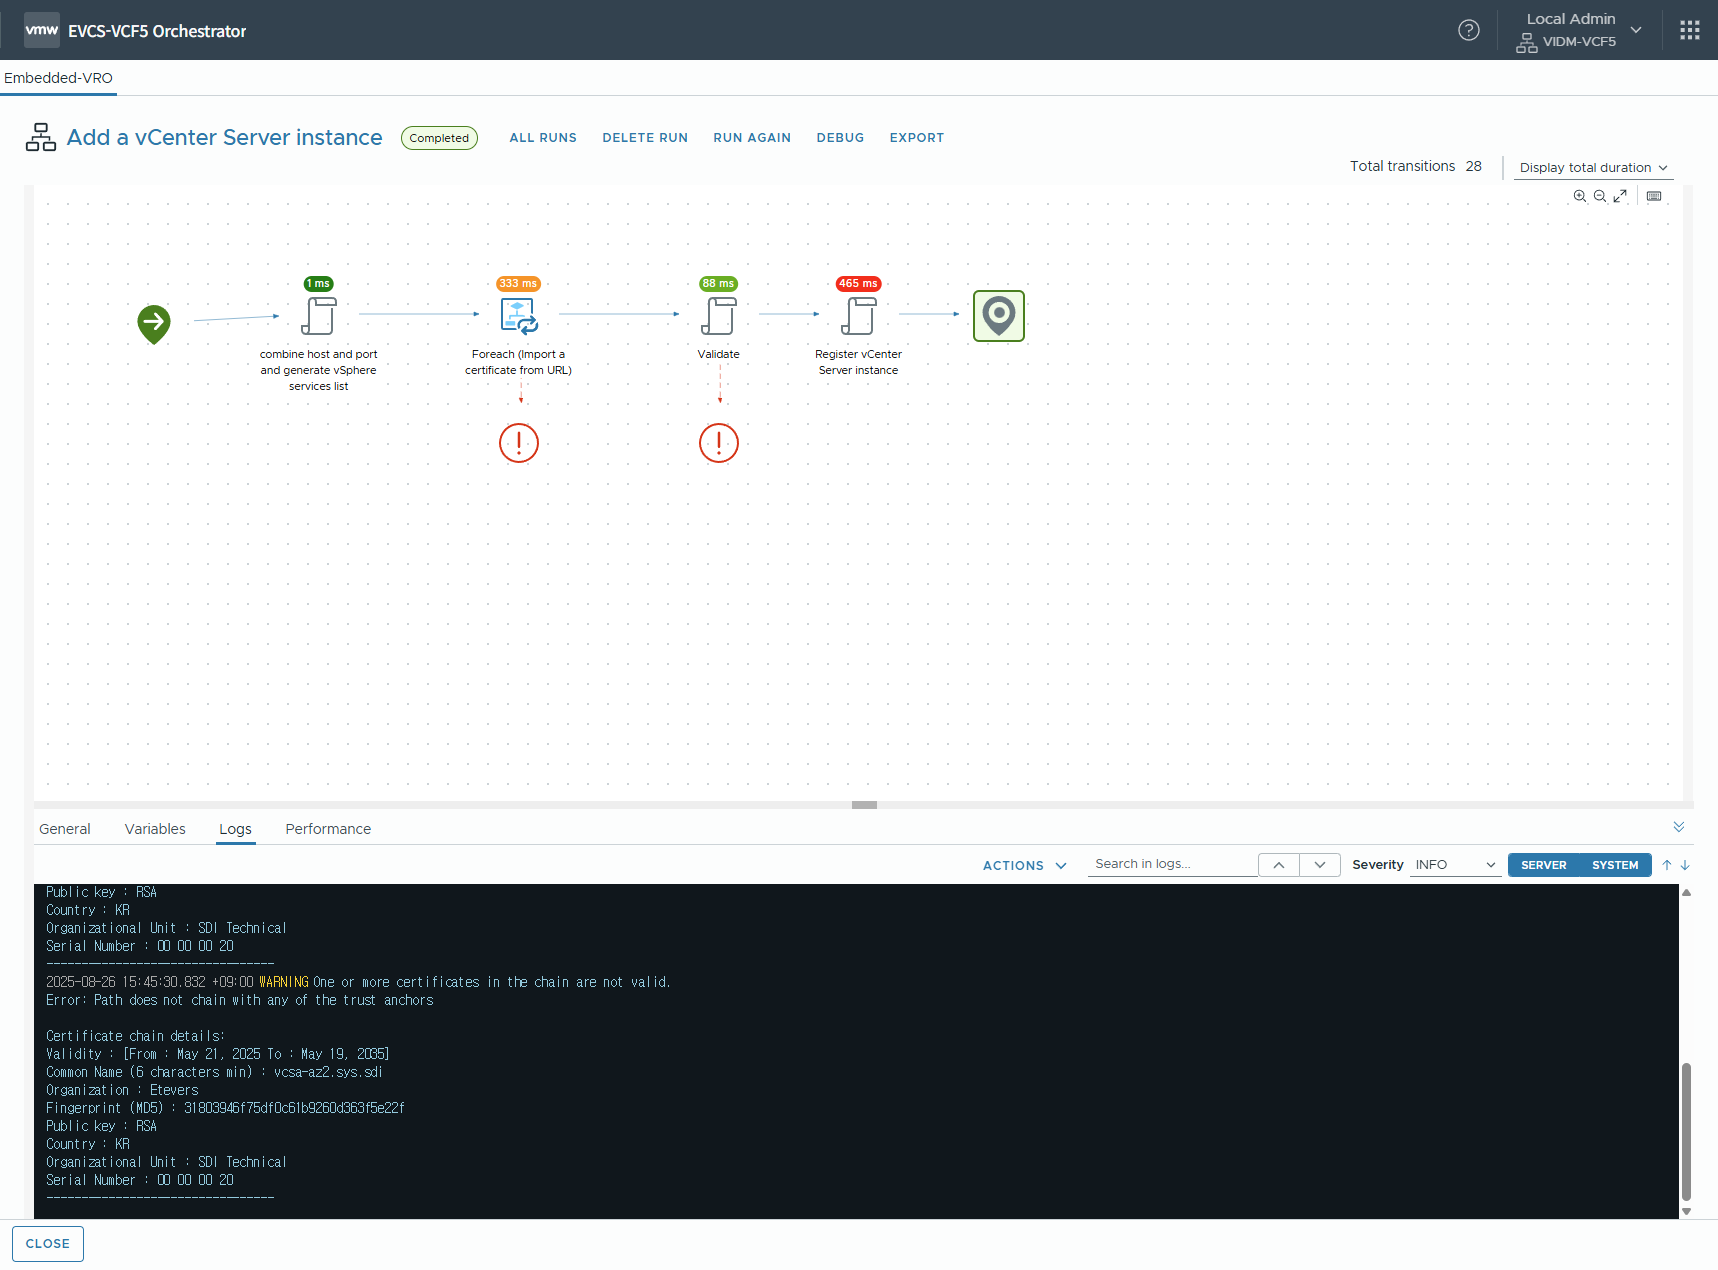 vmw EVCS-VCF5 Orchestrator
Local Admin
VIDM-VCF5
Embedded-VRO
Add a vCenter Server instance
Completed
ALL RUNS
DELETE RUN
RUN AGAIN
DEBUG
EXPORT
Total transitions 28
Display total duration
1 ms
333 ms
88 ms
465 ms
combine host and port
and generate vSphere
services list
Foreach (Import a
certificate from URL)
Validate
Register vCenter
Server instance
General
Variables
Logs
Performance
ACTIONS
Search in logs...
Severity INFO
SERVER
SYSTEM
Public key : RSA
Country : KR
Organizational Unit : SDI Technical
Serial Number : 00 00 00 20
---------------------------------
2025-08-26 15:45:30.832 +09:00 WARNING One or more certificates in the chain are not valid.
Error: Path does not chain with any of the trust anchors
Certificate chain details:
Validity : [From : May 21, 2025 To : May 19, 2035]
Common Name (6 characters min) : vcsa-az2.sys.sdi
Organization : Etevers
Fingerprint (MD5) : 31803946f75df0c61b9260d363f5e22f
Public key : RSA
Country : KR
Organizational Unit : SDI Technical
Serial Number : 00 00 00 20
---------------------------------
CLOSE